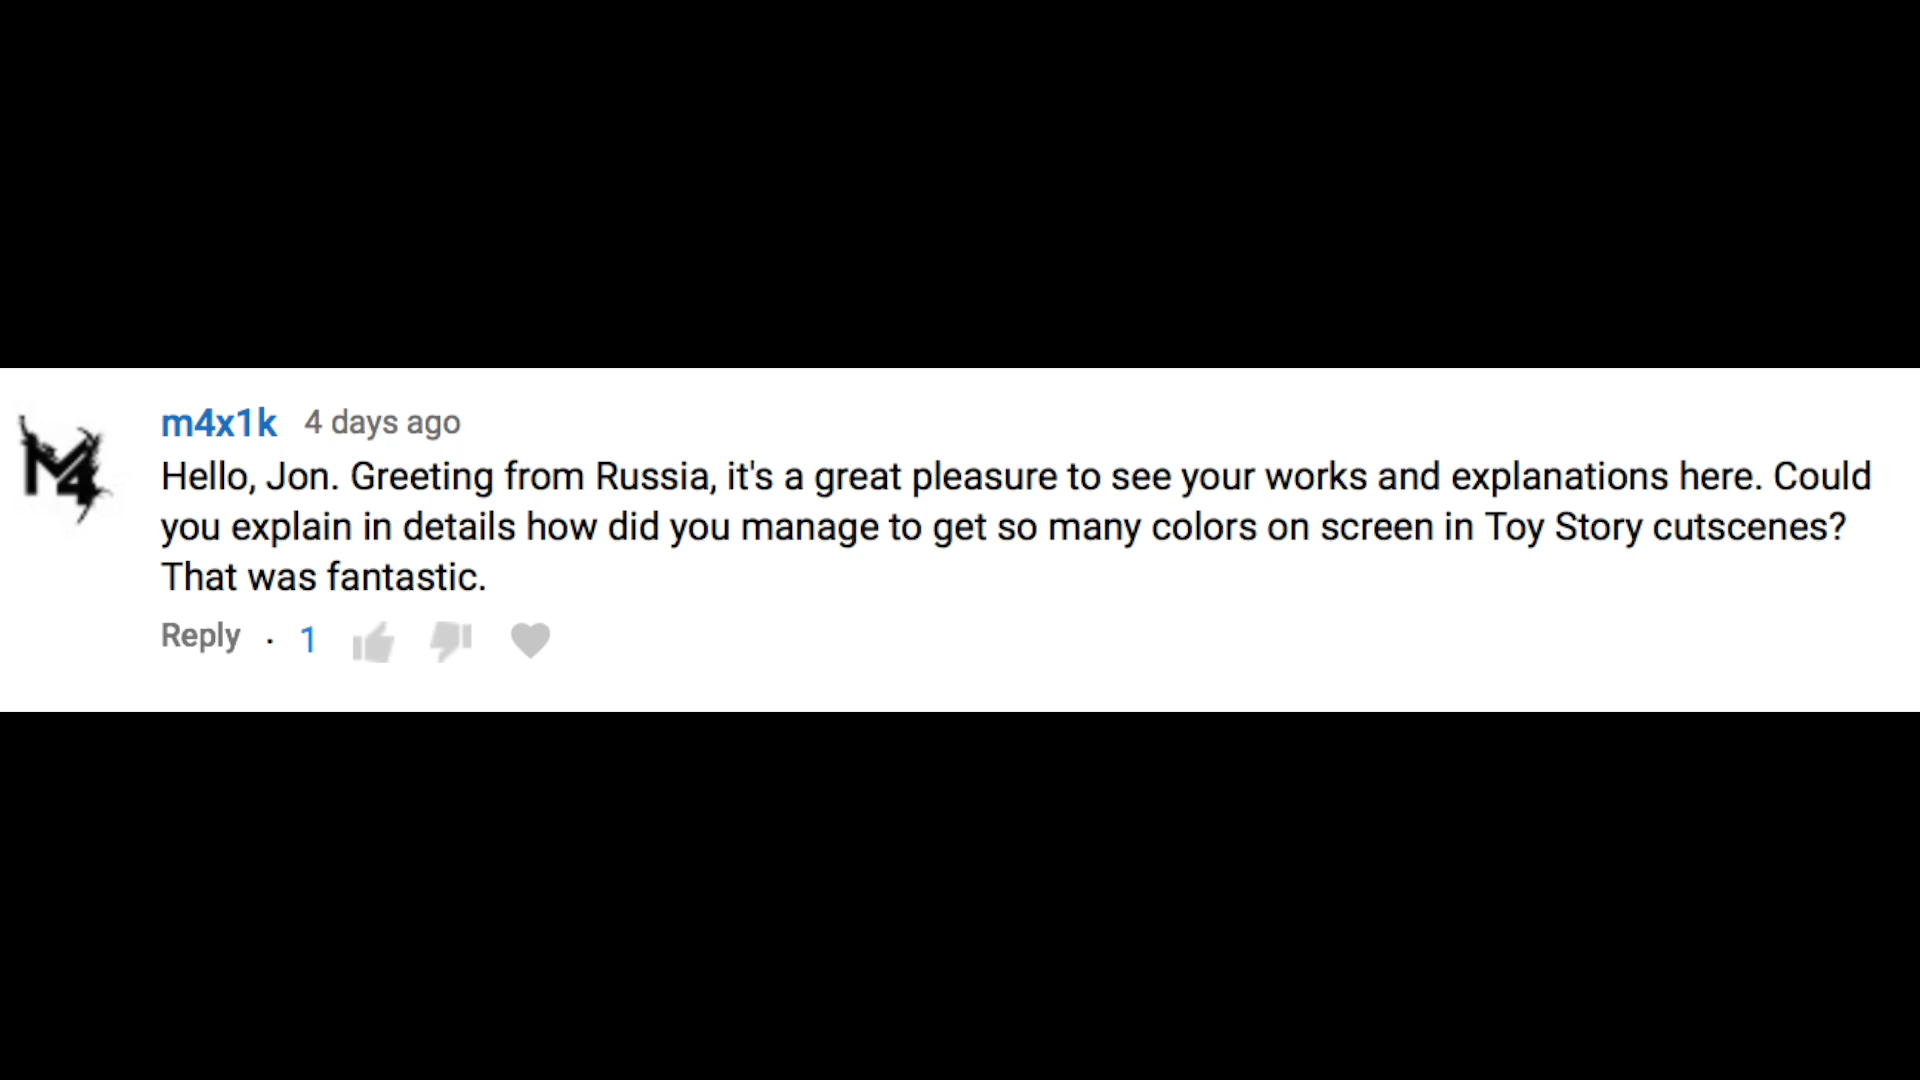 M4
m4x1k 4 days ago
Hello, Jon. Greeting from Russia, it's a great pleasure to see your works and explanations here. Could
you explain in details how did you manage to get so many colors on screen in Toy Story cutscenes?
That was fantastic.
Reply · 1